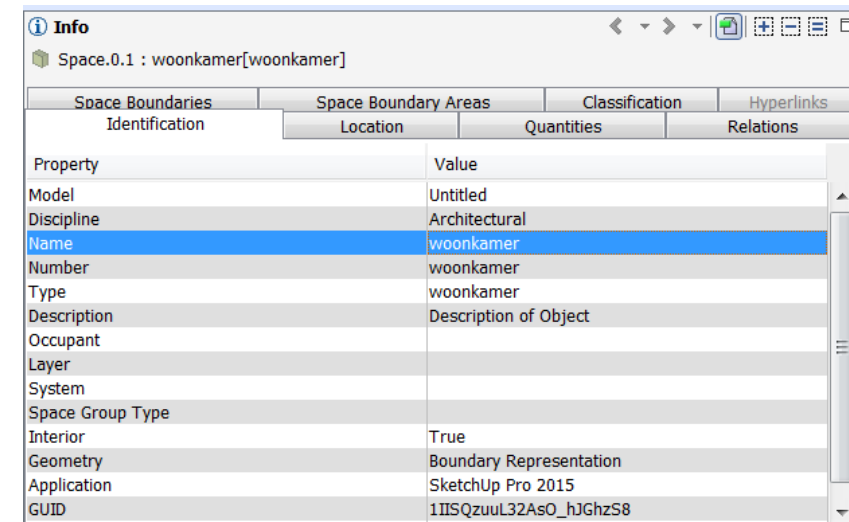 Info
Space.0.1 : woonkamer[woonkamer]
Space Boundaries Space Boundary Areas Classification Hyperlinks
Identification Location Quantities Relations
Property Value
Model Untitled
Discipline Architectural
Name woonkamer
Number woonkamer
Type woonkamer
Description Description of Object
Occupant
Layer
System
Space Group Type
Interior True
Geometry Boundary Representation
Application SketchUp Pro 2015
GUID 1IISQzuuL32AsO_hJGhzS8